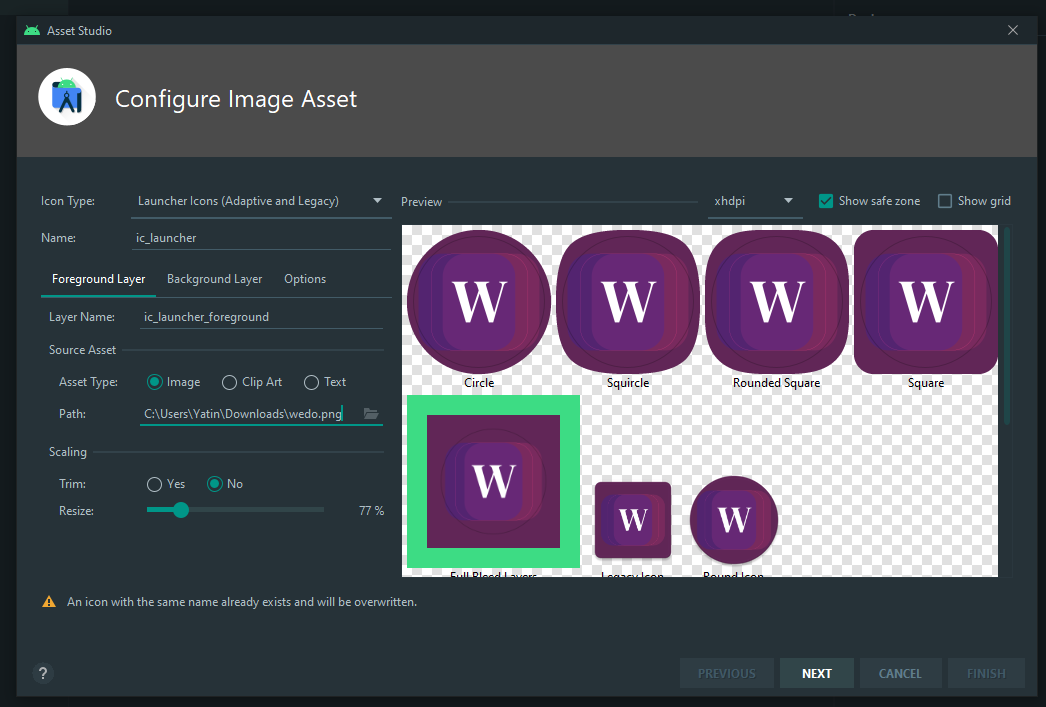 Asset Studio
Configure Image Asset
Icon Type: Launcher Icons (Adaptive and Legacy)
Preview xhdpi Show safe zone Show grid
Name: ic_launcher
Foreground Layer Background Layer Options
Layer Name: ic_launcher_foreground
Source Asset
Asset Type: Image Clip Art Text
Path: C:\Users\Yatin\Downloads\wedo.png
Scaling
Trim: Yes No
Resize: 77 %
W W W W
Circle Squircle Rounded Square Square
W W W
Full Bleed Layers Legacy Icon Round Icon
An icon with the same name already exists and will be overwritten.
? PREVIOUS NEXT CANCEL FINISH